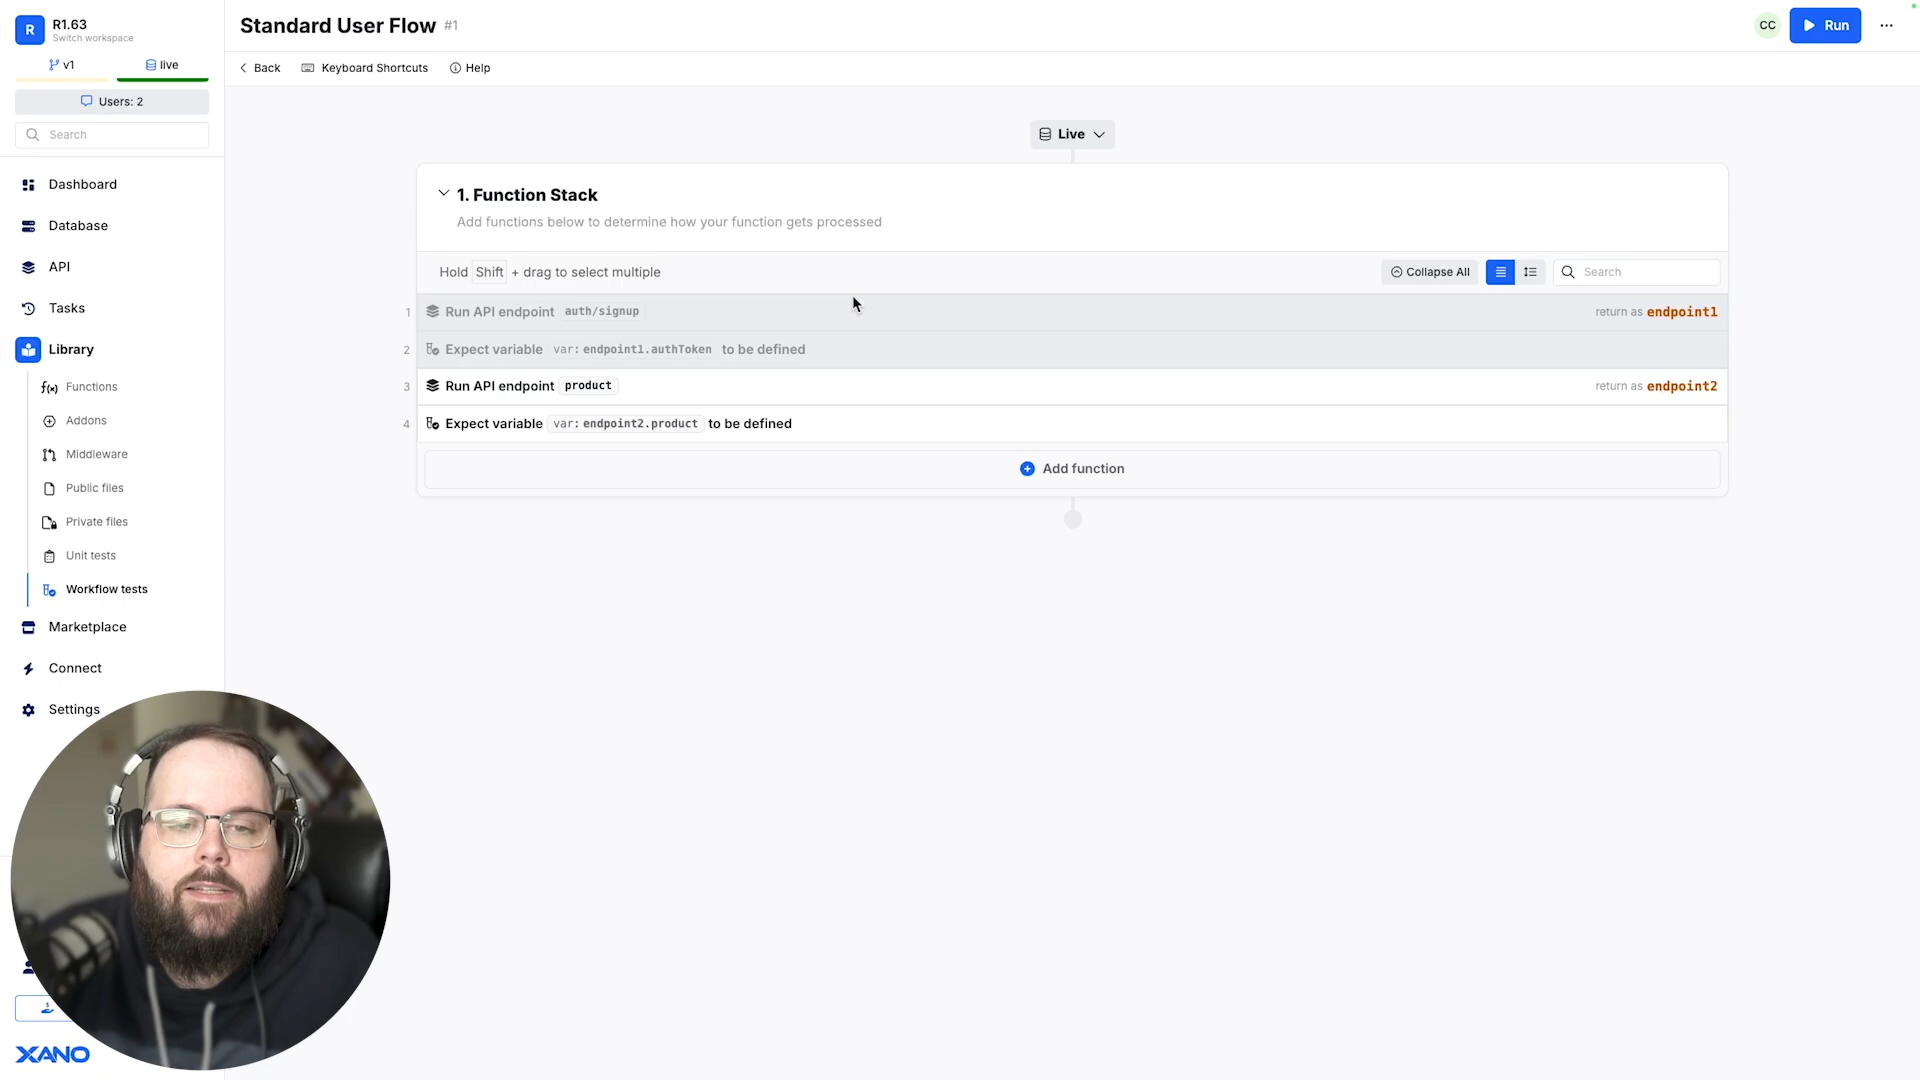 R
R1.63
Switch workspace
v1
live
Users: 2
Search
Dashboard
Database
API
Tasks
Library
Functions
Addons
Middleware
Public files
Private files
Unit tests
Workflow tests
Marketplace
Connect
Settings
XANO
Standard User Flow #1
CC
Run
Back
Keyboard Shortcuts
Help
Live
1. Function Stack
Add functions below to determine how your function gets processed
Hold Shift + drag to select multiple
Collapse All
Search
1 Run API endpoint auth/signup return as endpoint1
2 Expect variable var: endpoint1.authToken to be defined
3 Run API endpoint product return as endpoint2
4 Expect variable var: endpoint2.product to be defined
Add function